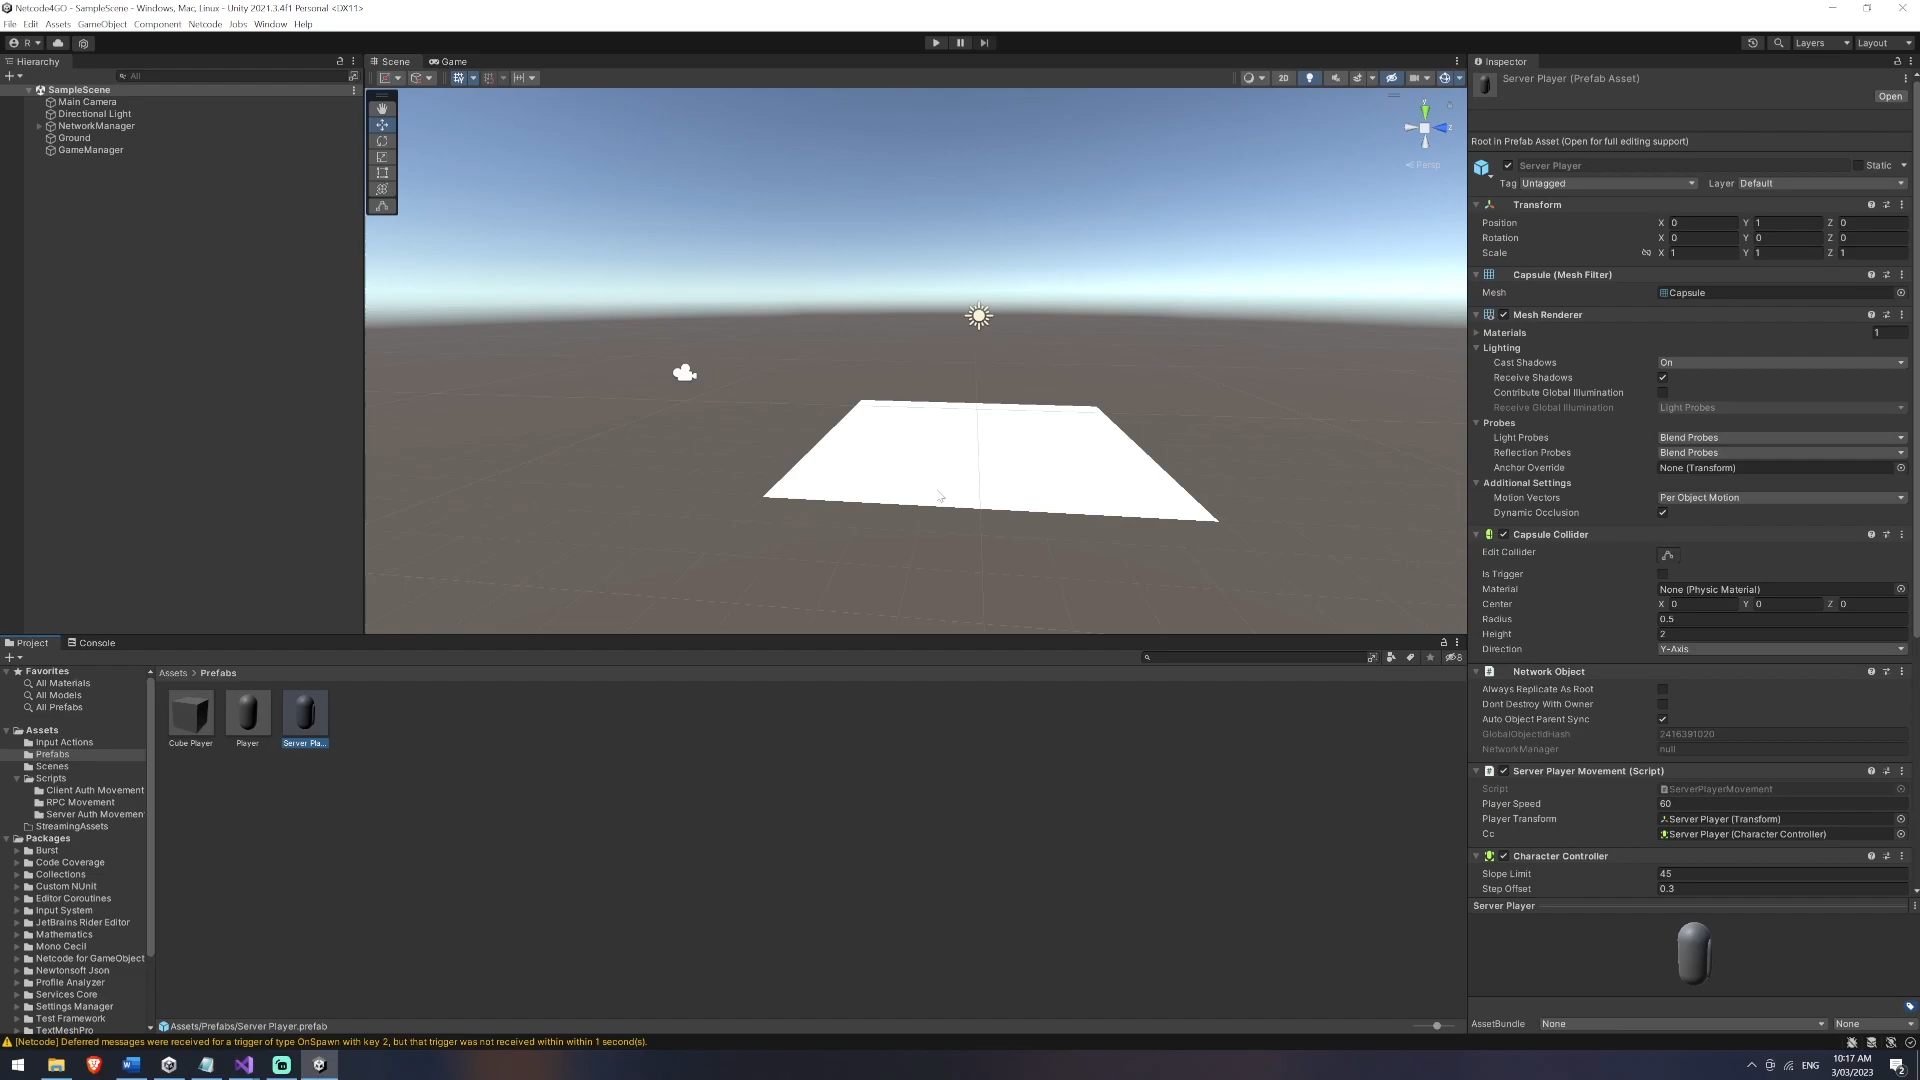 Netcode4GO - SampleScene - Windows, Mac, Linux - Unity 2021.3.4f1 Personal <DX11>
File Edit Assets GameObject Component Netcode Jobs Window Help
R Layers Layout
Hierarchy
All
SampleScene
Main Camera
Directional Light
NetworkManager
Ground
GameManager
Scene Game
2D
y
z
Persp
Inspector
Server Player (Prefab Asset)
Open
Root in Prefab Asset (Open for full editing support)
Server Player Static
Tag Untagged Layer Default
Transform
Position X 0 Y 1 Z 0
Rotation X 0 Y 0 Z 0
Scale X 1 Y 1 Z 1
Capsule (Mesh Filter)
Mesh Capsule
Mesh Renderer
Materials 1
Lighting
Cast Shadows On
Receive Shadows
Contribute Global Illumination
Receive Global Illumination Light Probes
Probes
Light Probes Blend Probes
Reflection Probes Blend Probes
Anchor Override None (Transform)
Additional Settings
Motion Vectors Per Object Motion
Dynamic Occlusion
Capsule Collider
Edit Collider
Is Trigger
Material None (Physic Material)
Center X 0 Y 0 Z 0
Radius 0.5
Height 2
Direction Y-Axis
Network Object
Always Replicate As Root
Dont Destroy With Owner
Auto Object Parent Sync
GlobalObjectIdHash 2416391020
NetworkManager null
Server Player Movement (Script)
Script ServerPlayerMovement
Player Speed 60
Player Transform Server Player (Transform)
Cc Server Player (Character Controller)
Character Controller
Slope Limit 45
Step Offset 0.3
Server Player
AssetBundle None None
Project Console
8
Favorites
All Materials
All Models
All Prefabs
Assets
Input Actions
Prefabs
Scenes
Scripts
Client Auth Movement
RPC Movement
Server Auth Movemen
StreamingAssets
Packages
Burst
Code Coverage
Collections
Custom NUnit
Editor Coroutines
Input System
JetBrains Rider Editor
Mathematics
Mono Cecil
Netcode for GameObject
Newtonsoft Json
Profile Analyzer
Services Core
Settings Manager
Test Framework
TextMeshPro
Assets > Prefabs
Cube Player Player Server Pla...
Assets/Prefabs/Server Player.prefab
[Netcode] Deferred messages were received for a trigger of type OnSpawn with key 2, but that trigger was not received within within 1 second(s).
ENG
10:17 AM
3/03/2023
2